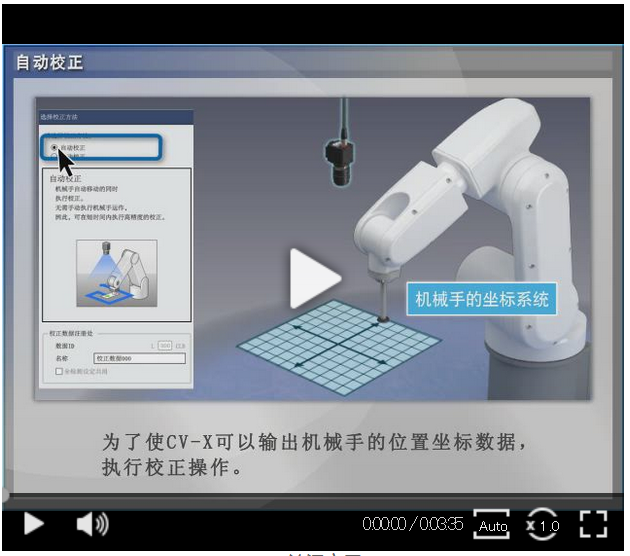 自动校正
选择校正方法
自动校正
自动校正
机械手自动移动的同时
执行校正。
无需手动执行机械手运作。
因此，可在短时间内执行高精度的校正。
机械手的坐标系统
校正数据注册处
数据ID
名称
校正数据000
为了使CV-X可以输出机械手的位置坐标数据，
执行校正操作。
0:00:00 / 0:03:35
Auto
x 1.0